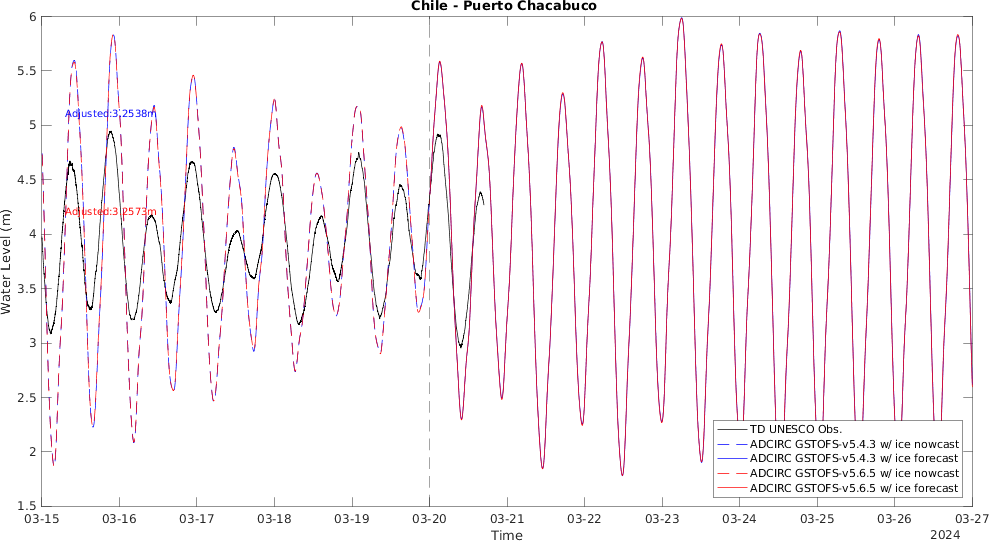 Chile - Puerto Chacabuco
6
5.5
5
4.5
4
3.5
3
2.5
2
1.5
Water Level (m)
Adjusted:3.2538m
Adjusted:3.2573m
TD UNESCO Obs.
ADCIRC GSTOFS-v5.4.3 w/ ice nowcast
ADCIRC GSTOFS-v5.4.3 w/ ice forecast
ADCIRC GSTOFS-v5.6.5 w/ ice nowcast
ADCIRC GSTOFS-v5.6.5 w/ ice forecast
03-15 03-16 03-17 03-18 03-19 03-20 03-21 03-22 03-23 03-24 03-25 03-26 03-27
Time
2024